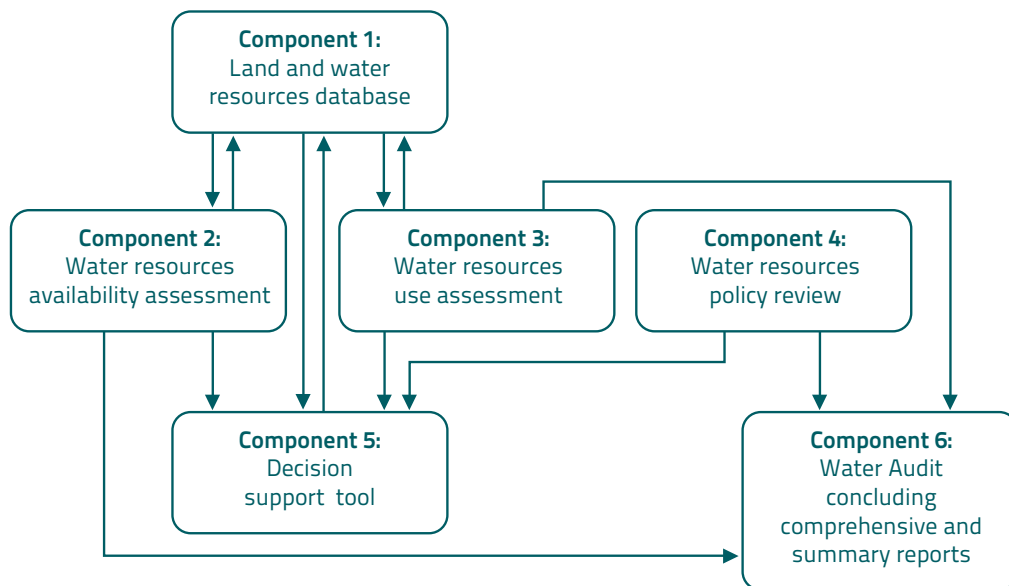 Component 1:
Land and water
resources database
Component 2:
Water resources
availability assessment
Component 3:
Water resources
use assessment
Component 4:
Water resources
policy review
Component 5:
Decision
support tool
Component 6:
Water Audit
concluding
comprehensive and
summary reports